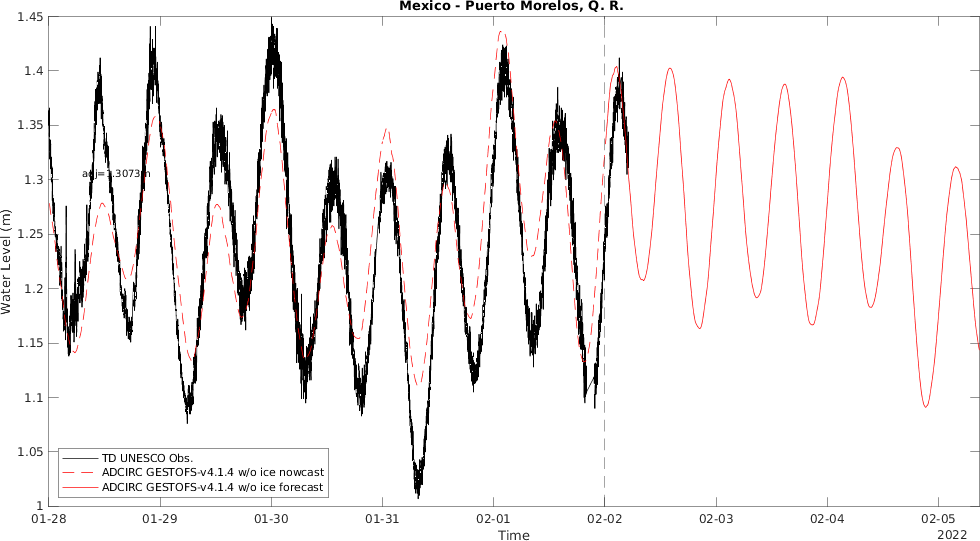 Mexico - Puerto Morelos, Q. R.
1.45
1.4
1.35
1.3
1.25
1.2
1.15
1.1
1.05
1
Water Level (m)
adj=1.3073m
TD UNESCO Obs.
ADCIRC GESTOFS-v4.1.4 w/o ice nowcast
ADCIRC GESTOFS-v4.1.4 w/o ice forecast
01-28 01-29 01-30 01-31 02-01 02-02 02-03 02-04 02-05
Time
2022